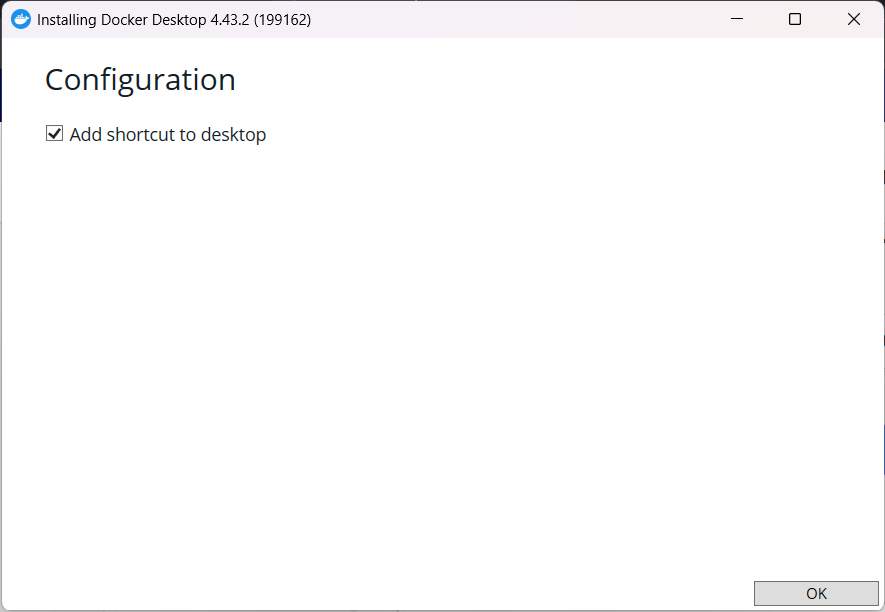 Installing Docker Desktop 4.43.2 (199162)
Configuration
Add shortcut to desktop
OK